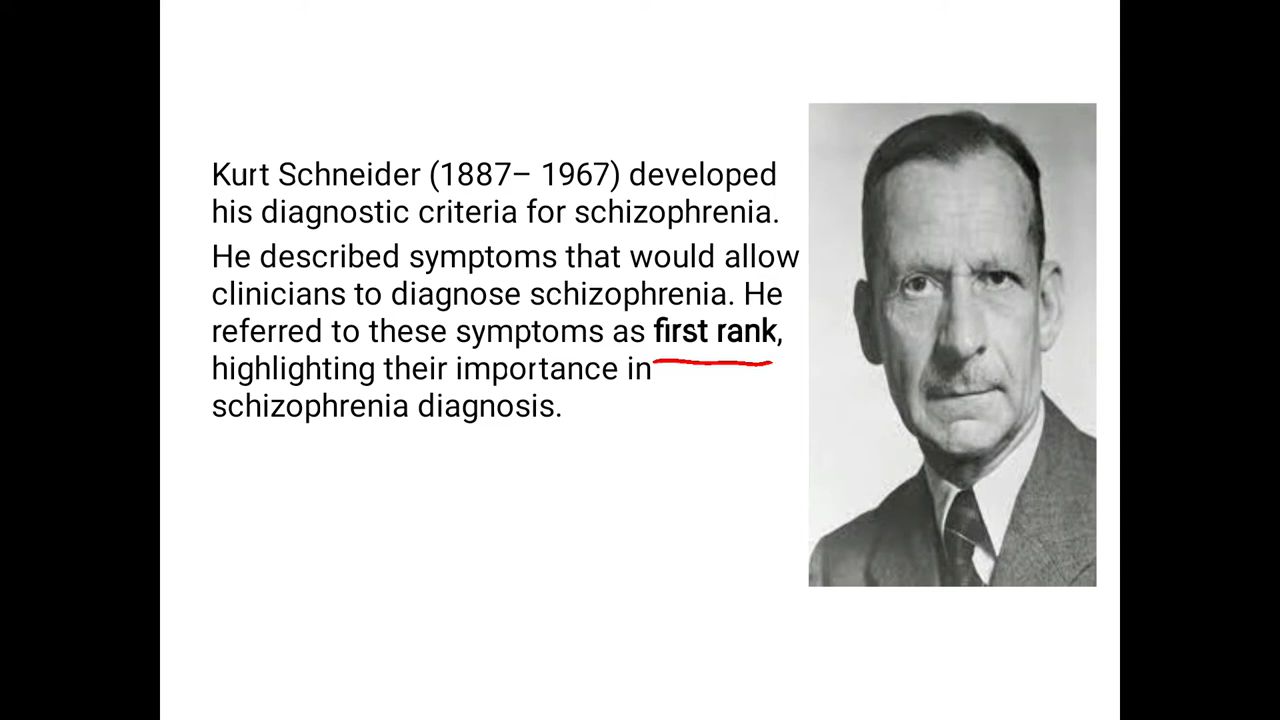 Kurt Schneider (1887– 1967) developed
his diagnostic criteria for schizophrenia.
He described symptoms that would allow
clinicians to diagnose schizophrenia. He
referred to these symptoms as first rank,
highlighting their importance in
schizophrenia diagnosis.